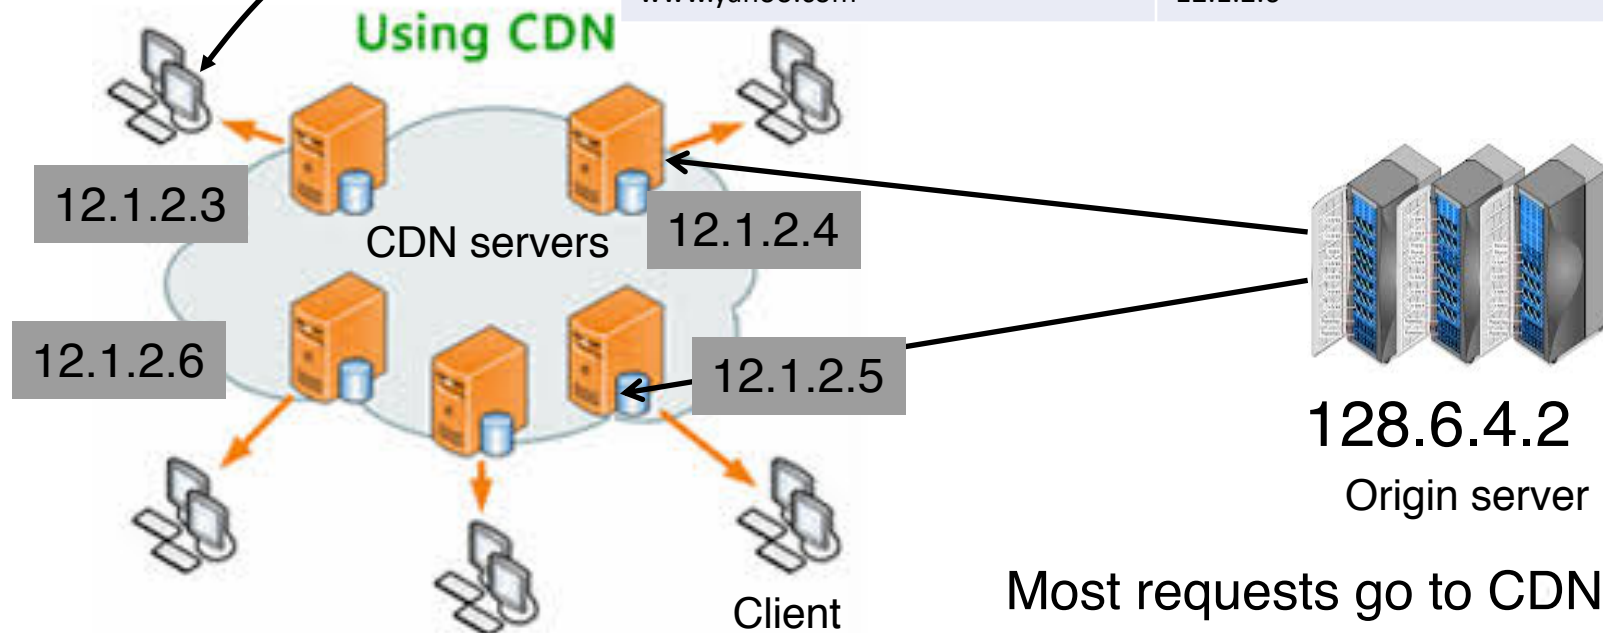 Using CDN
12.1.2.3
CDN servers
12.1.2.4
12.1.2.6
12.1.2.5
128.6.4.2
Origin server
Most requests go to CDN
Client